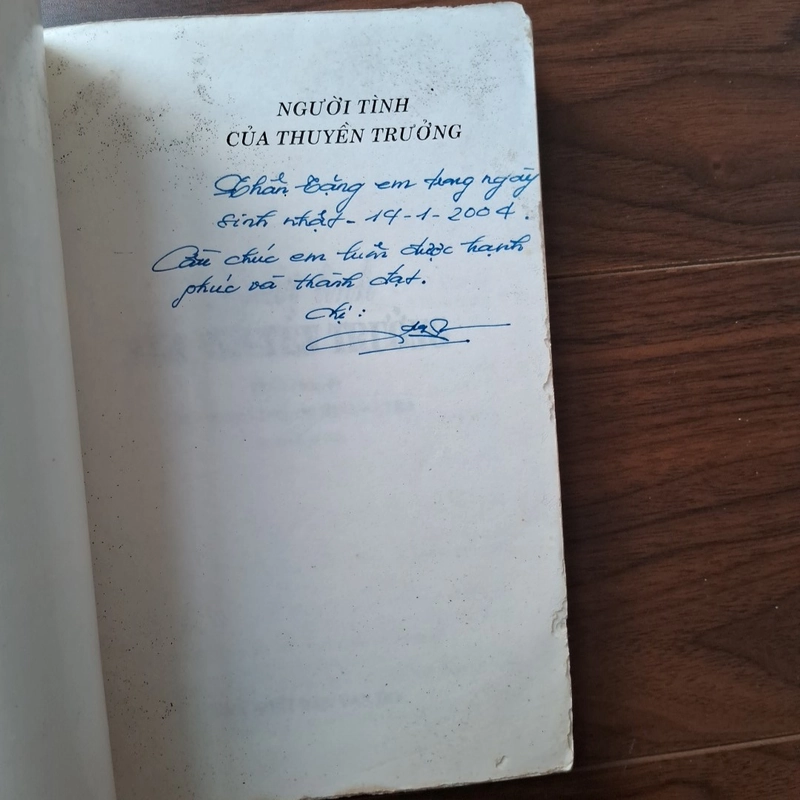 NGƯỜI TÌNH
CỦA THUYỀN TRƯỞNG
Thân tặng em trong ngày
sinh nhật - 14-1-2004.
Cầu chúc em luôn được hạnh
phúc và thành đạt.
chị: